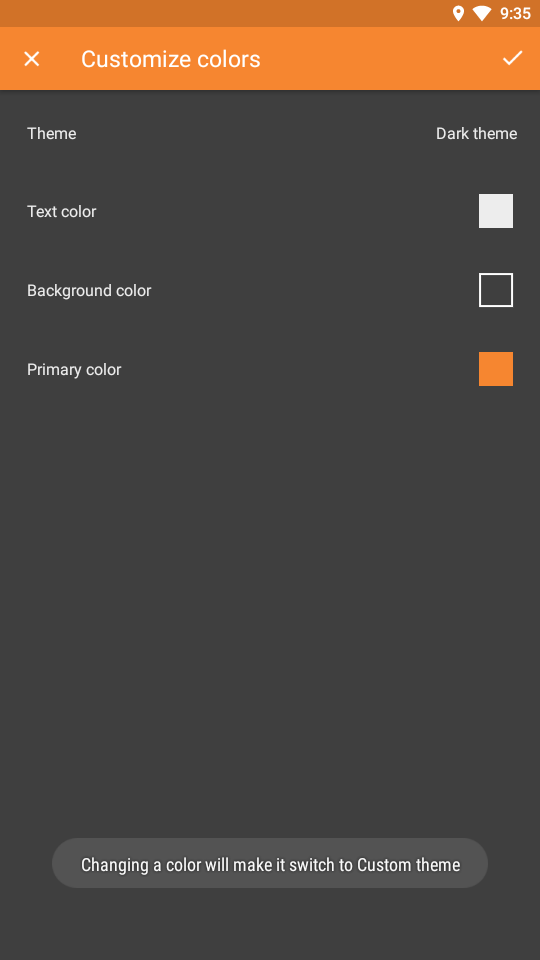 9:35
Customize colors
Theme
Dark theme
Text color
Background color
Primary color
Changing a color will make it switch to Custom theme